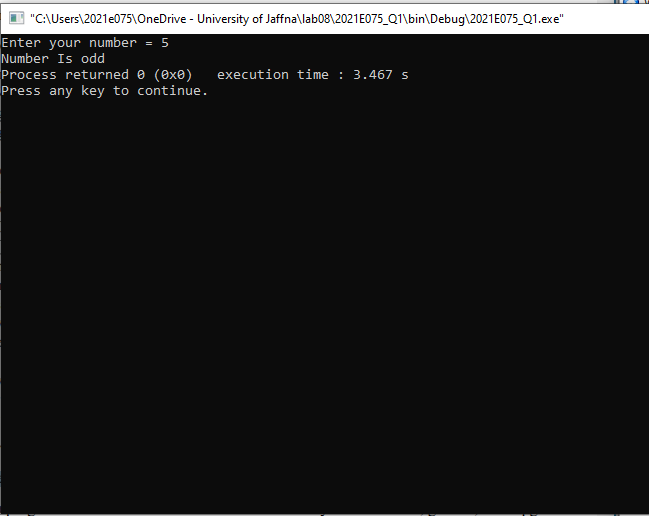 "C:\Users\2021e075\OneDrive - University of Jaffna\lab08\2021E075_Q1\bin\Debug\2021E075_Q1.exe"
Enter your number = 5
Number Is odd
Process returned 0 (0x0)   execution time : 3.467 s
Press any key to continue.